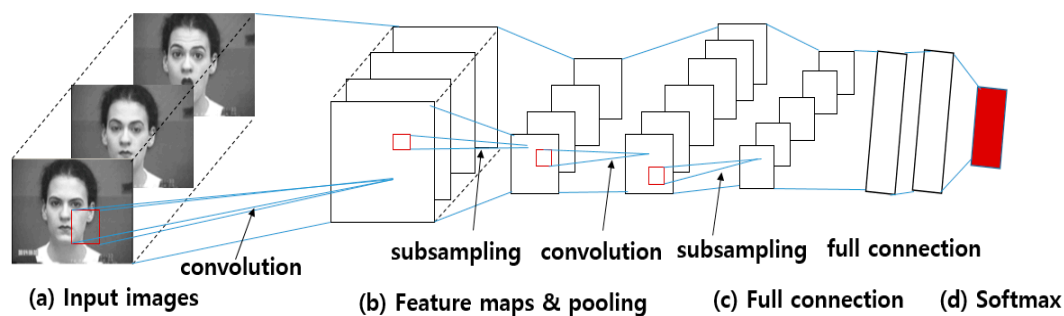 convolution
subsampling
convolution
subsampling
full connection
(a) Input images
(b) Feature maps & pooling
(c) Full connection
(d) Softmax